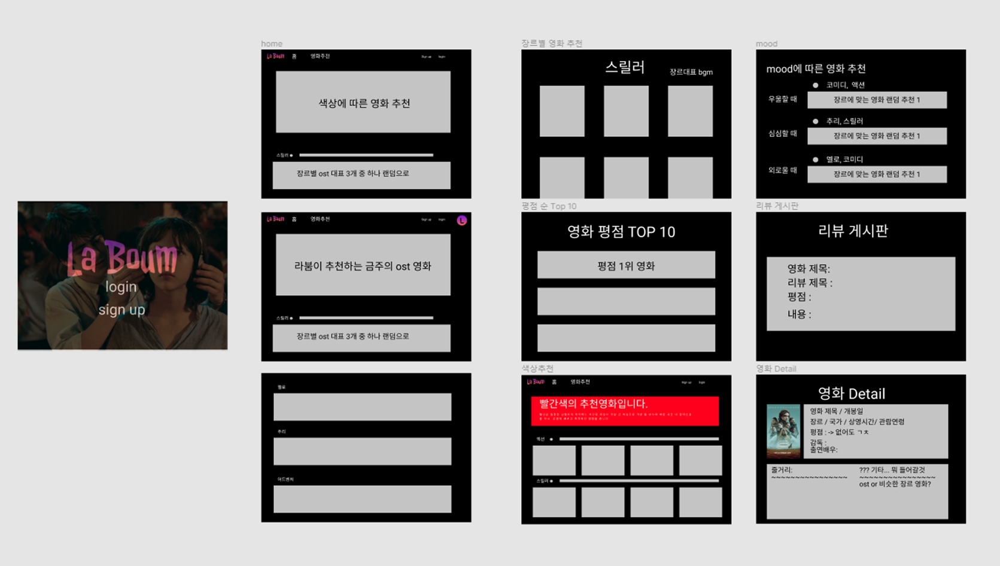 La Boum
login
sign up
home
La Boum 홈 영화추천 Sign up login
색상에 따른 영화 추천
스릴러
장르별 ost 대표 3개 중 하나 랜덤으로
La Boum 홈 영화추천 Sign up login L
라붐이 추천하는 금주의 ost 영화
스릴러
장르별 ost 대표 3개 중 하나 랜덤으로
멜로
추리
어드벤처
장르별 영화 추천
스릴러
장르대표 bgm
평점 순 Top 10
영화 평점 TOP 10
평점 1위 영화
색상추천
La Boum 홈 영화추천 Sign up login
빨간색의 추천영화입니다.
액션
스릴러
mood
mood에 따른 영화 추천
코미디, 액션
우울할 때
장르에 맞는 영화 랜덤 추천 1
추리, 스릴러
심심할 때
장르에 맞는 영화 랜덤 추천 1
멜로, 코미디
외로울 때
장르에 맞는 영화 랜덤 추천 1
리뷰 게시판
리뷰 게시판
영화 제목:
리뷰 제목 :
평점 :
내용 :
영화 Detail
영화 Detail
영화 제목 / 개봉일
장르 / 국가 / 상영시간/ 관람연령
평점 : -> 없어도 ㄱㅊ
감독 :
출연배우:
줄거리:
~~~~~~~~~~~~~~~~
??? 기타... 뭐 들어갈것
~~~~~~~~~~~~~~~~
ost or 비슷한 장르 영화?